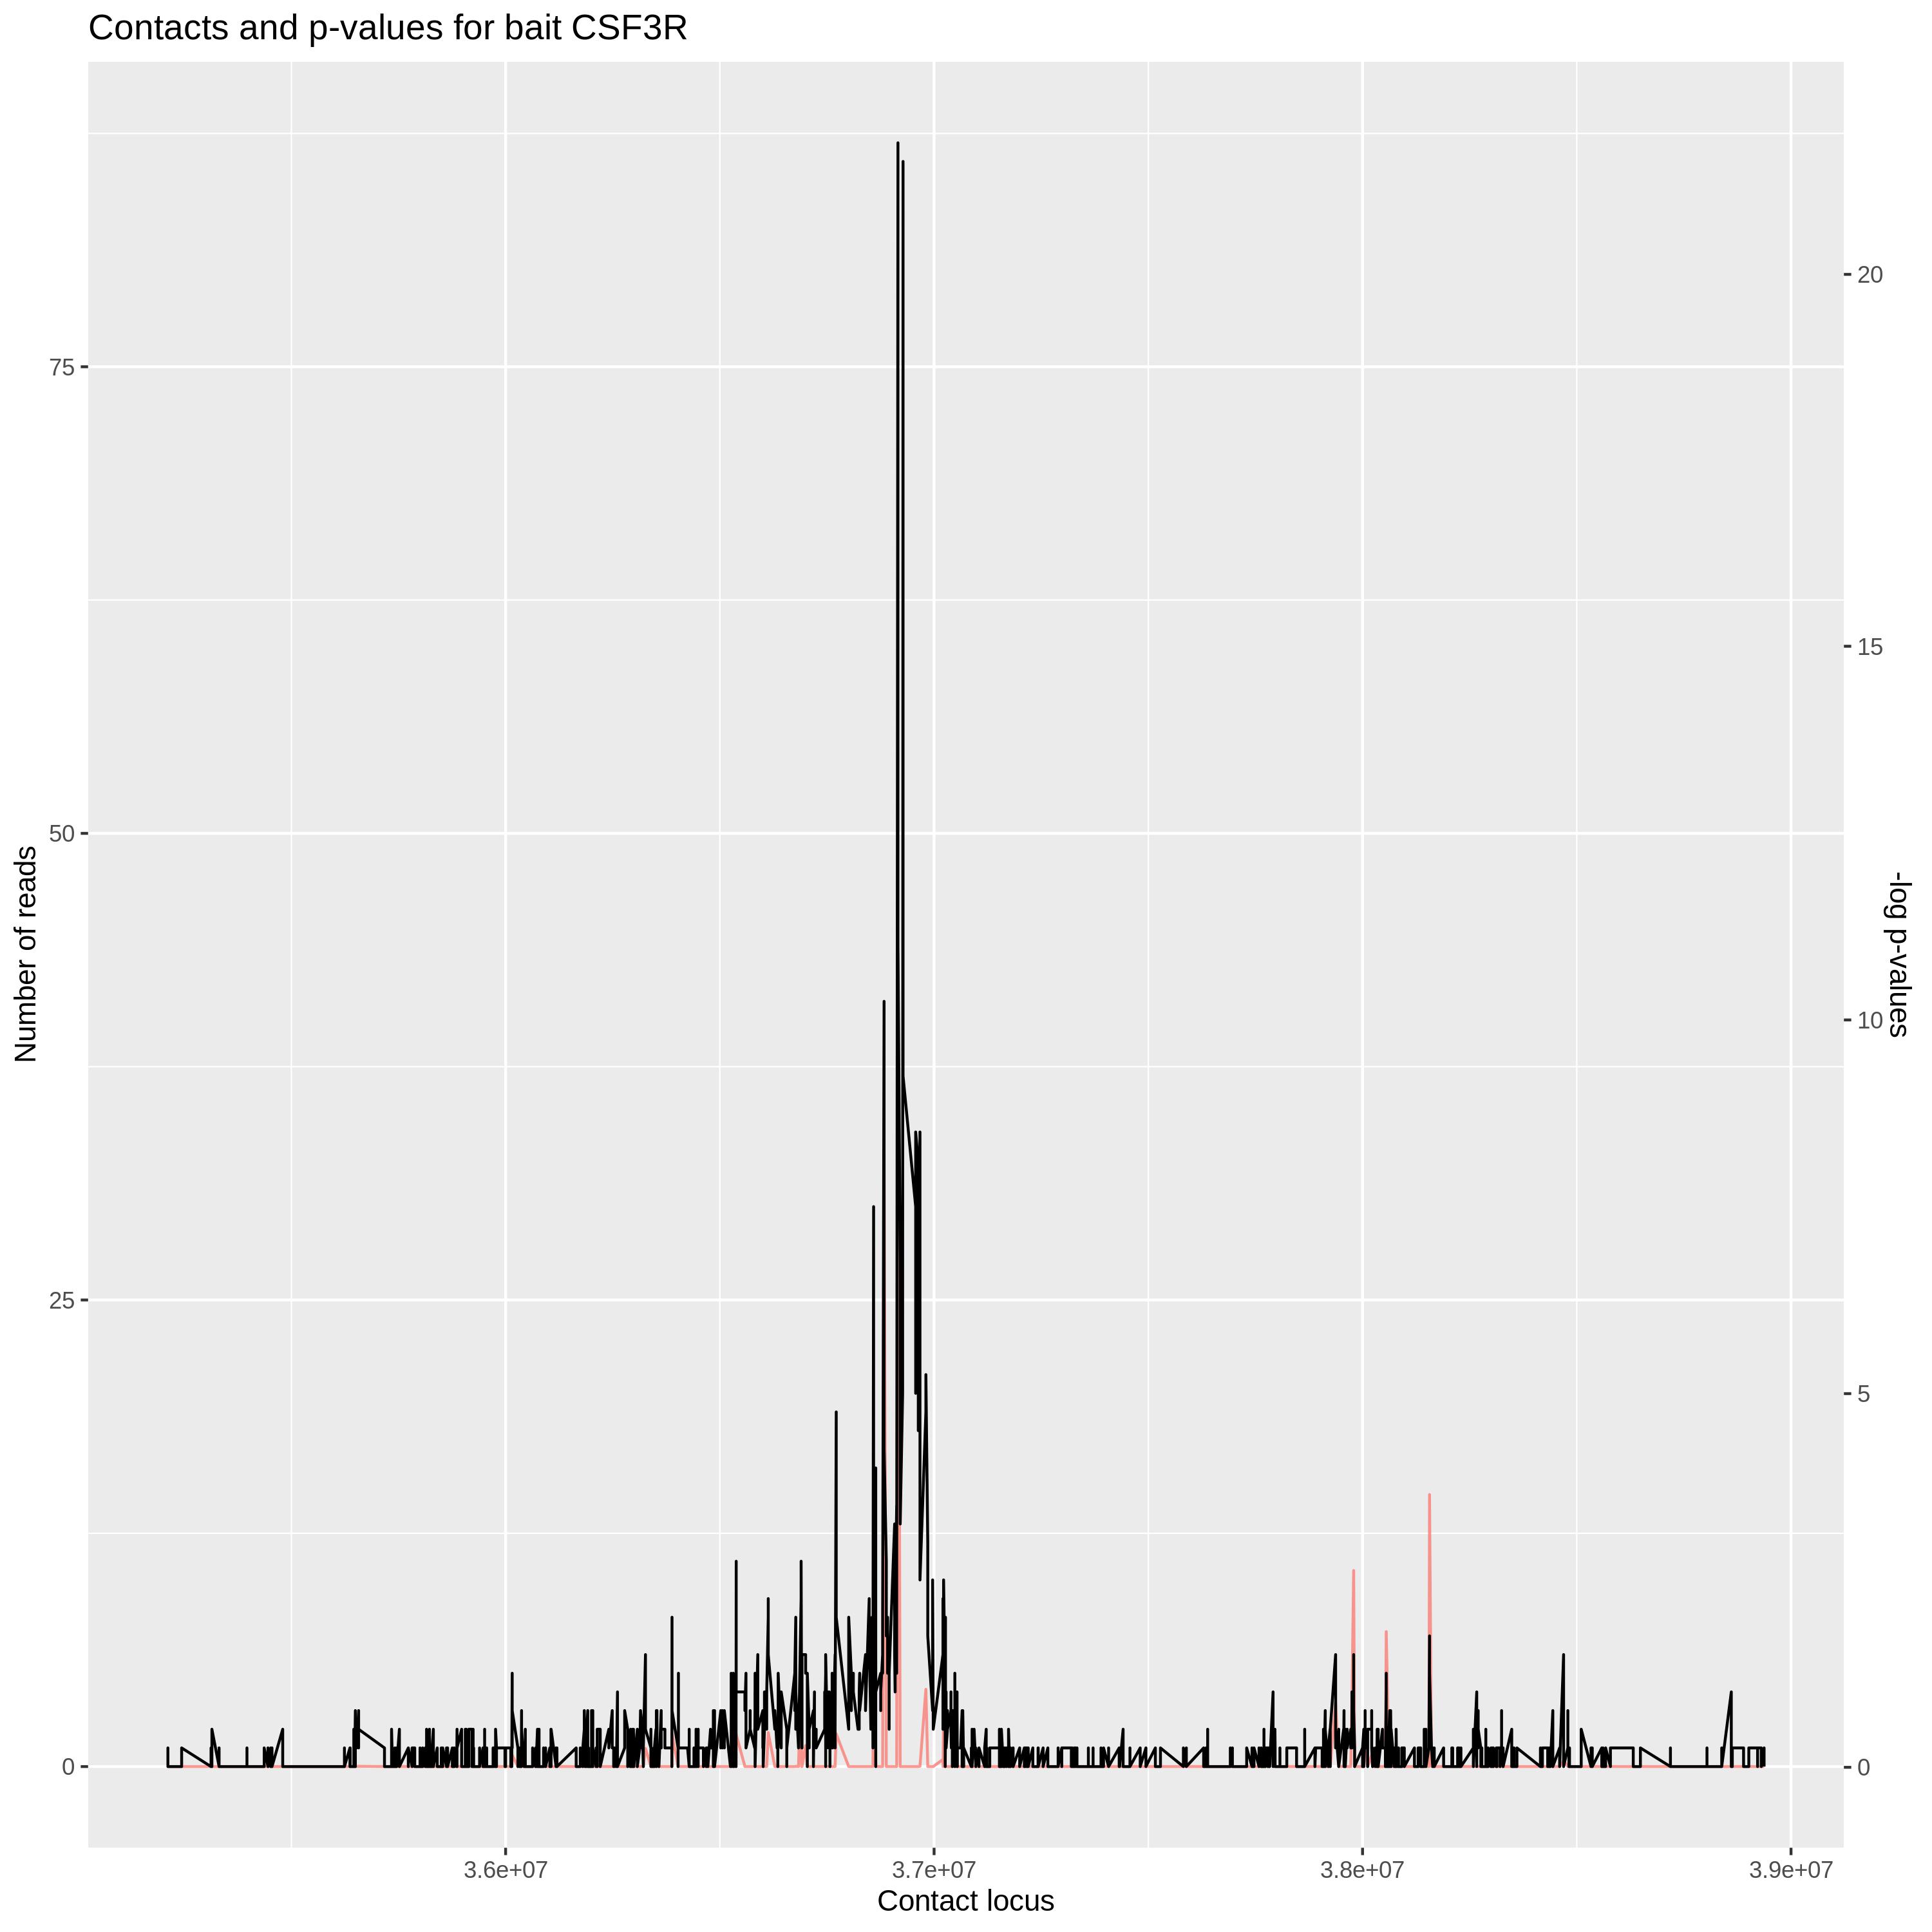 Contacts and p-values for bait CSF3R
Number of reads
75
50
25
0
20
15
10
5
0
-log p-values
3.6e+07
3.7e+07
3.8e+07
3.9e+07
Contact locus